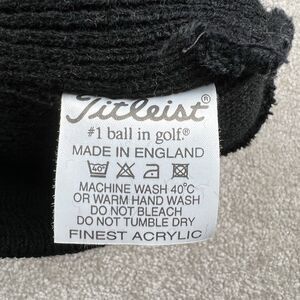 Titleist®
#1 ball in golf.®
MADE IN ENGLAND
40°
MACHINE WASH 40°C
OR WARM HAND WASH
DO NOT BLEACH
DO NOT TUMBLE DRY
FINEST ACRYLIC